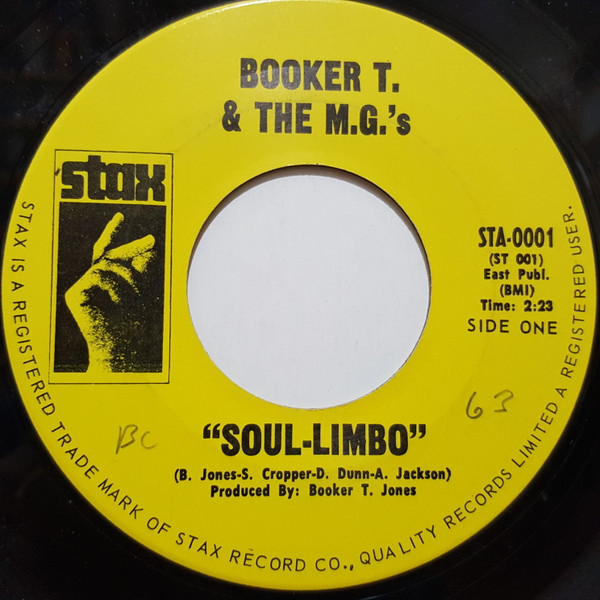 BOOKER T.
& THE M.G.'s
stax
STA-0001
(ST 001)
East Publ.
(BMI)
Time: 2:23
SIDE ONE
BC
63
"SOUL-LIMBO"
(B. Jones-S. Cropper-D. Dunn-A. Jackson)
Produced By: Booker T. Jones
STAX IS A REGISTERED TRADE MARK OF STAX RECORD CO., QUALITY RECORDS LIMITED A REGISTERED USER.